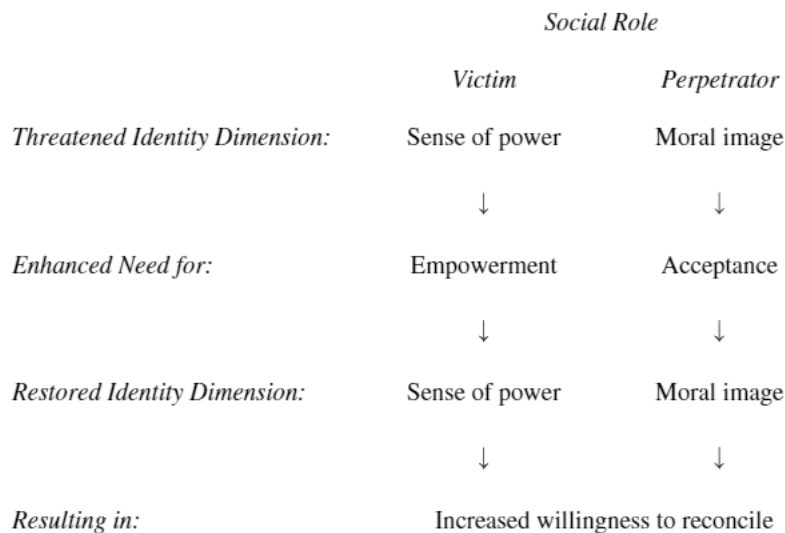 Social Role
Victim Perpetrator
Threatened Identity Dimension: Sense of power Moral image
↓ ↓
Enhanced Need for: Empowerment Acceptance
↓ ↓
Restored Identity Dimension: Sense of power Moral image
↓ ↓
Resulting in: Increased willingness to reconcile